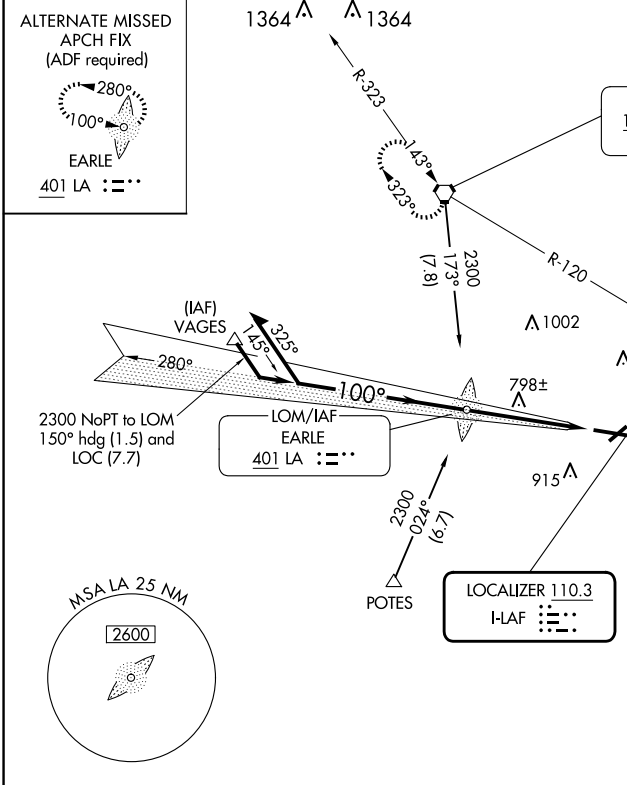 ALTERNATE MISSED
APCH FIX
(ADF required)
280°
100°
EARLE
401 LA
1364
1364
R-323
143°
323°
1
2300
173°
(7.8)
R-120
(IAF)
VAGES
145°
325°
280°
100°
1002
798±
2300 NoPT to LOM
150° hdg (1.5) and
LOC (7.7)
LOM/IAF
EARLE
401 LA
915
2300
024°
(6.7)
POTES
LOCALIZER 110.3
I-LAF
MSA LA 25 NM
2600